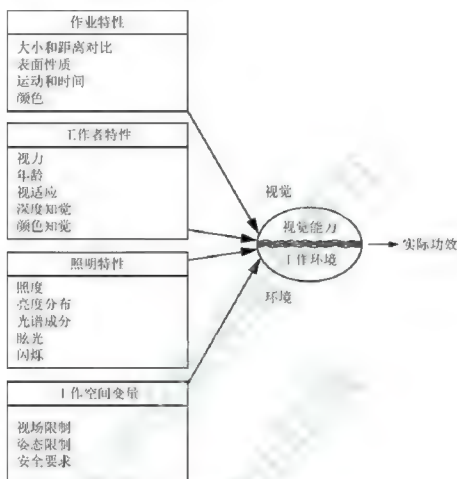 作业特性
大小和距离对比
表面性质
运动和时间
颜色
工作者特性
视力
年龄
视适应
深度知觉
颜色知觉
照明特性
照度
亮度分布
光谱成分
眩光
闪烁
工作空间变量
视场限制
姿态限制
安全要求
视觉
视觉能力
工作环境
环境
实际功效